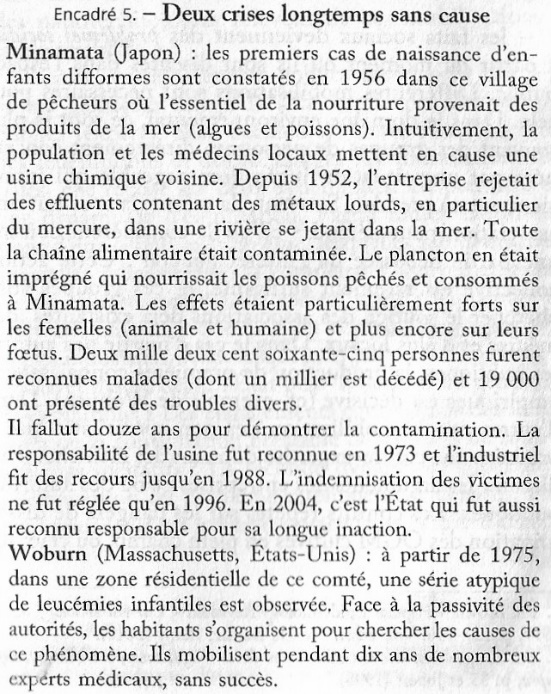 Encadré 5. – Deux crises longtemps sans cause
Minamata (Japon) : les premiers cas de naissance d'en-
fants difformes sont constatés en 1956 dans ce village
de pêcheurs où l'essentiel de la nourriture provenait des
produits de la mer (algues et poissons). Intuitivement, la
population et les médecins locaux mettent en cause une
usine chimique voisine. Depuis 1952, l'entreprise rejetait
des effluents contenant des métaux lourds, en particulier
du mercure, dans une rivière se jetant dans la mer. Toute
la chaîne alimentaire était contaminée. Le plancton en était
imprégné qui nourrissait les poissons pêchés et consommés
à Minamata. Les effets étaient particulièrement forts sur
les femelles (animale et humaine) et plus encore sur leurs
fœtus. Deux mille deux cent soixante-cinq personnes furent
reconnues malades (dont un millier est décédé) et 19 000
ont présenté des troubles divers.
Il fallut douze ans pour démontrer la contamination. La
responsabilité de l'usine fut reconnue en 1973 et l'industriel
fit des recours jusqu'en 1988. L'indemnisation des victimes
ne fut réglée qu'en 1996. En 2004, c'est l'État qui fut aussi
reconnu responsable pour sa longue inaction.
Woburn (Massachusetts, États-Unis) : à partir de 1975,
dans une zone résidentielle de ce comté, une série atypique
de leucémies infantiles est observée. Face à la passivité des
autorités, les habitants s'organisent pour chercher les causes de
ce phénomène. Ils mobilisent pendant dix ans de nombreux
experts médicaux, sans succès.